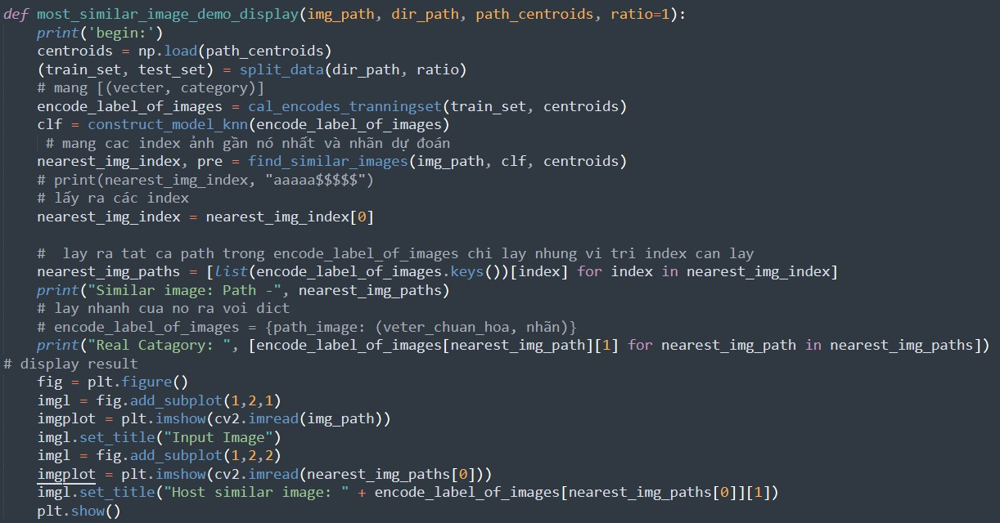 def most_similar_image_demo_display(img_path, dir_path, path_centroids, ratio=1):
    print('begin:')
    centroids = np.load(path_centroids)
    (train_set, test_set) = split_data(dir_path, ratio)
    # mang [(vecter, category)]
    encode_label_of_images = cal_encodes_tranningset(train_set, centroids)
    clf = construct_model_knn(encode_label_of_images)
     # mang cac index ảnh gần nó nhất và nhãn dự đoán
    nearest_img_index, pre = find_similar_images(img_path, clf, centroids)
    # print(nearest_img_index, "aaaaa$$$$$")
    # lấy ra các index
    nearest_img_index = nearest_img_index[0]

    #  lay ra tat ca path trong encode_label_of_images chi lay nhung vi tri index can lay
    nearest_img_paths = [list(encode_label_of_images.keys())[index] for index in nearest_img_index]
    print("Similar image: Path -", nearest_img_paths)
    # lay nhanh cua no ra voi dict
    # encode_label_of_images = {path_image: (veter_chuan_hoa, nhãn)}
    print("Real Catagory: ", [encode_label_of_images[nearest_img_path][1] for nearest_img_path in nearest_img_paths])
# display result
    fig = plt.figure()
    imgl = fig.add_subplot(1,2,1)
    imgplot = plt.imshow(cv2.imread(img_path))
    imgl.set_title("Input Image")
    imgl = fig.add_subplot(1,2,2)
    imgplot = plt.imshow(cv2.imread(nearest_img_paths[0]))
    imgl.set_title("Host similar image: " + encode_label_of_images[nearest_img_paths[0]][1])
    plt.show()